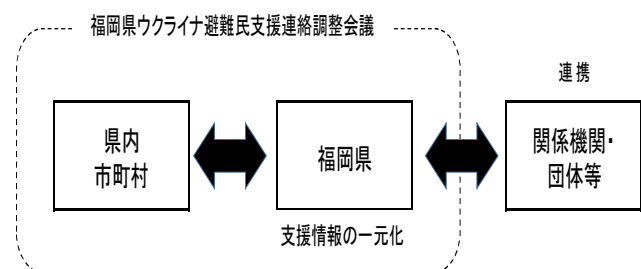 福岡県ウクライナ避難民支援連絡調整会議
連携
県内
市町村
福岡県
関係機関・
団体等
支援情報の一元化